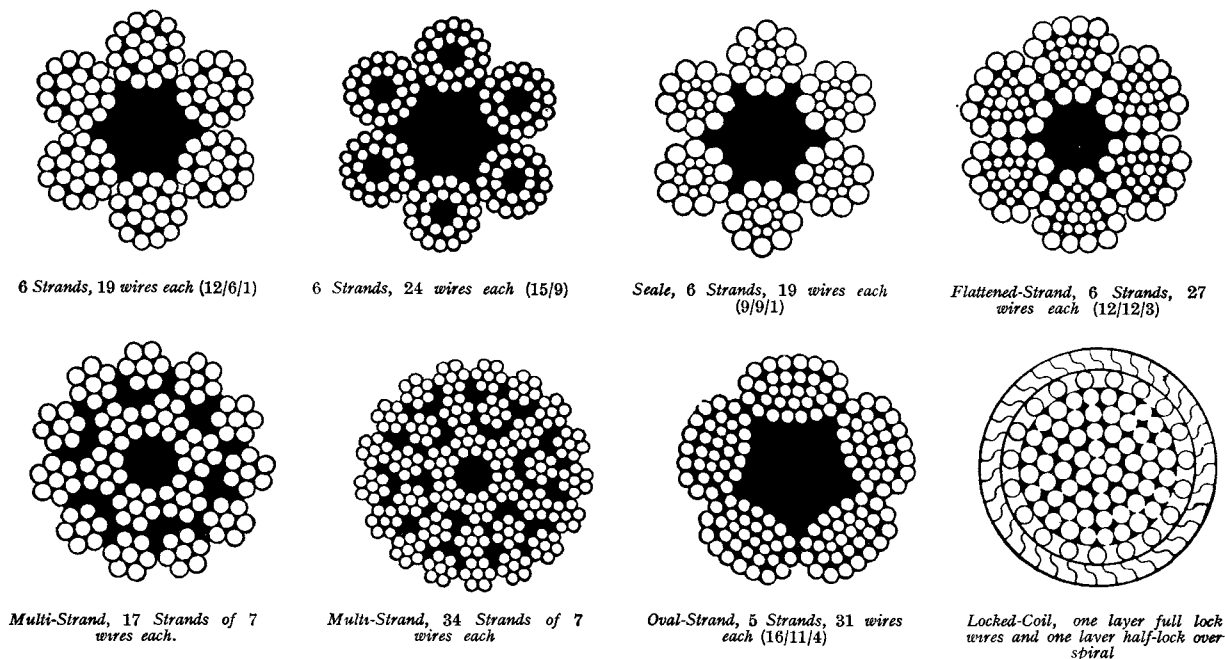 6 Strands, 19 wires each (12/6/1)
6 Strands, 24 wires each (15/9)
Seale, 6 Strands, 19 wires each
(9/9/1)
Flattened-Strand, 6 Strands, 27
wires each (12/12/3)
Multi-Strand, 17 Strands of 7
wires each.
Multi-Strand, 34 Strands of 7
wires each
Oval-Strand, 5 Strands, 31 wires
each (16/11/4)
Locked-Coil, one layer full lock
wires and one layer half-lock over
spiral